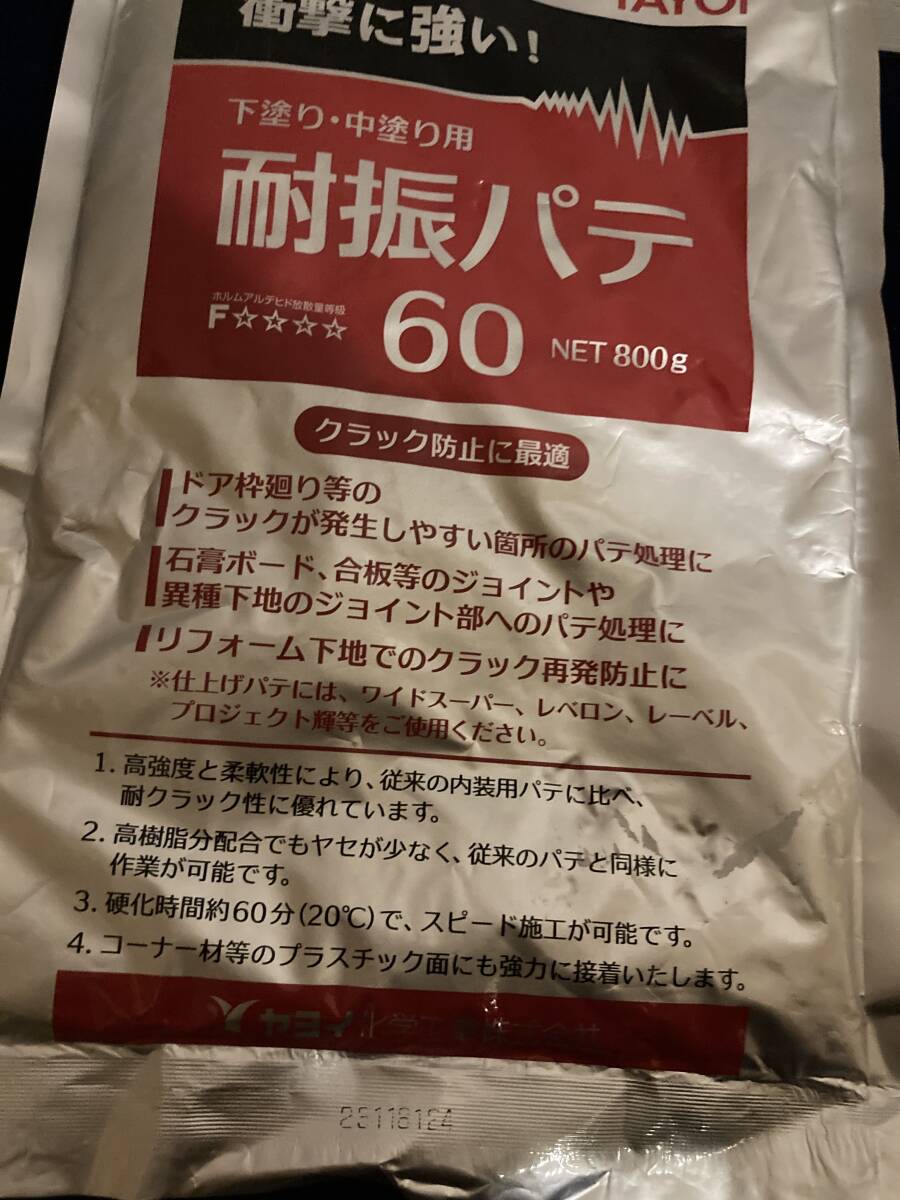 衝撃に強い!
下塗り・中塗り用
耐振パテ
ホルムアルデヒド放散量等級
F☆☆☆☆
60
NET 800g
クラック防止に最適
ドア枠廻り等の
クラックが発生しやすい箇所のパテ処理に
石膏ボード、合板等のジョイントや
異種下地のジョイント部へのパテ処理に
リフォーム下地でのクラック再発防止に
※仕上げパテには、ワイドスーパー、レベロン、レーベル、
プロジェクト輝等をご使用ください。
1. 高強度と柔軟性により、従来の内装用パテに比べ、
耐クラック性に優れています。
2. 高樹脂分配合でもヤセが少なく、従来のパテと同様に
作業が可能です。
3. 硬化時間約60分(20℃)で、スピード施工が可能です。
4. コーナー材等のプラスチック面にも強力に接着いたします。
ヤヨイ化学工業株式会社